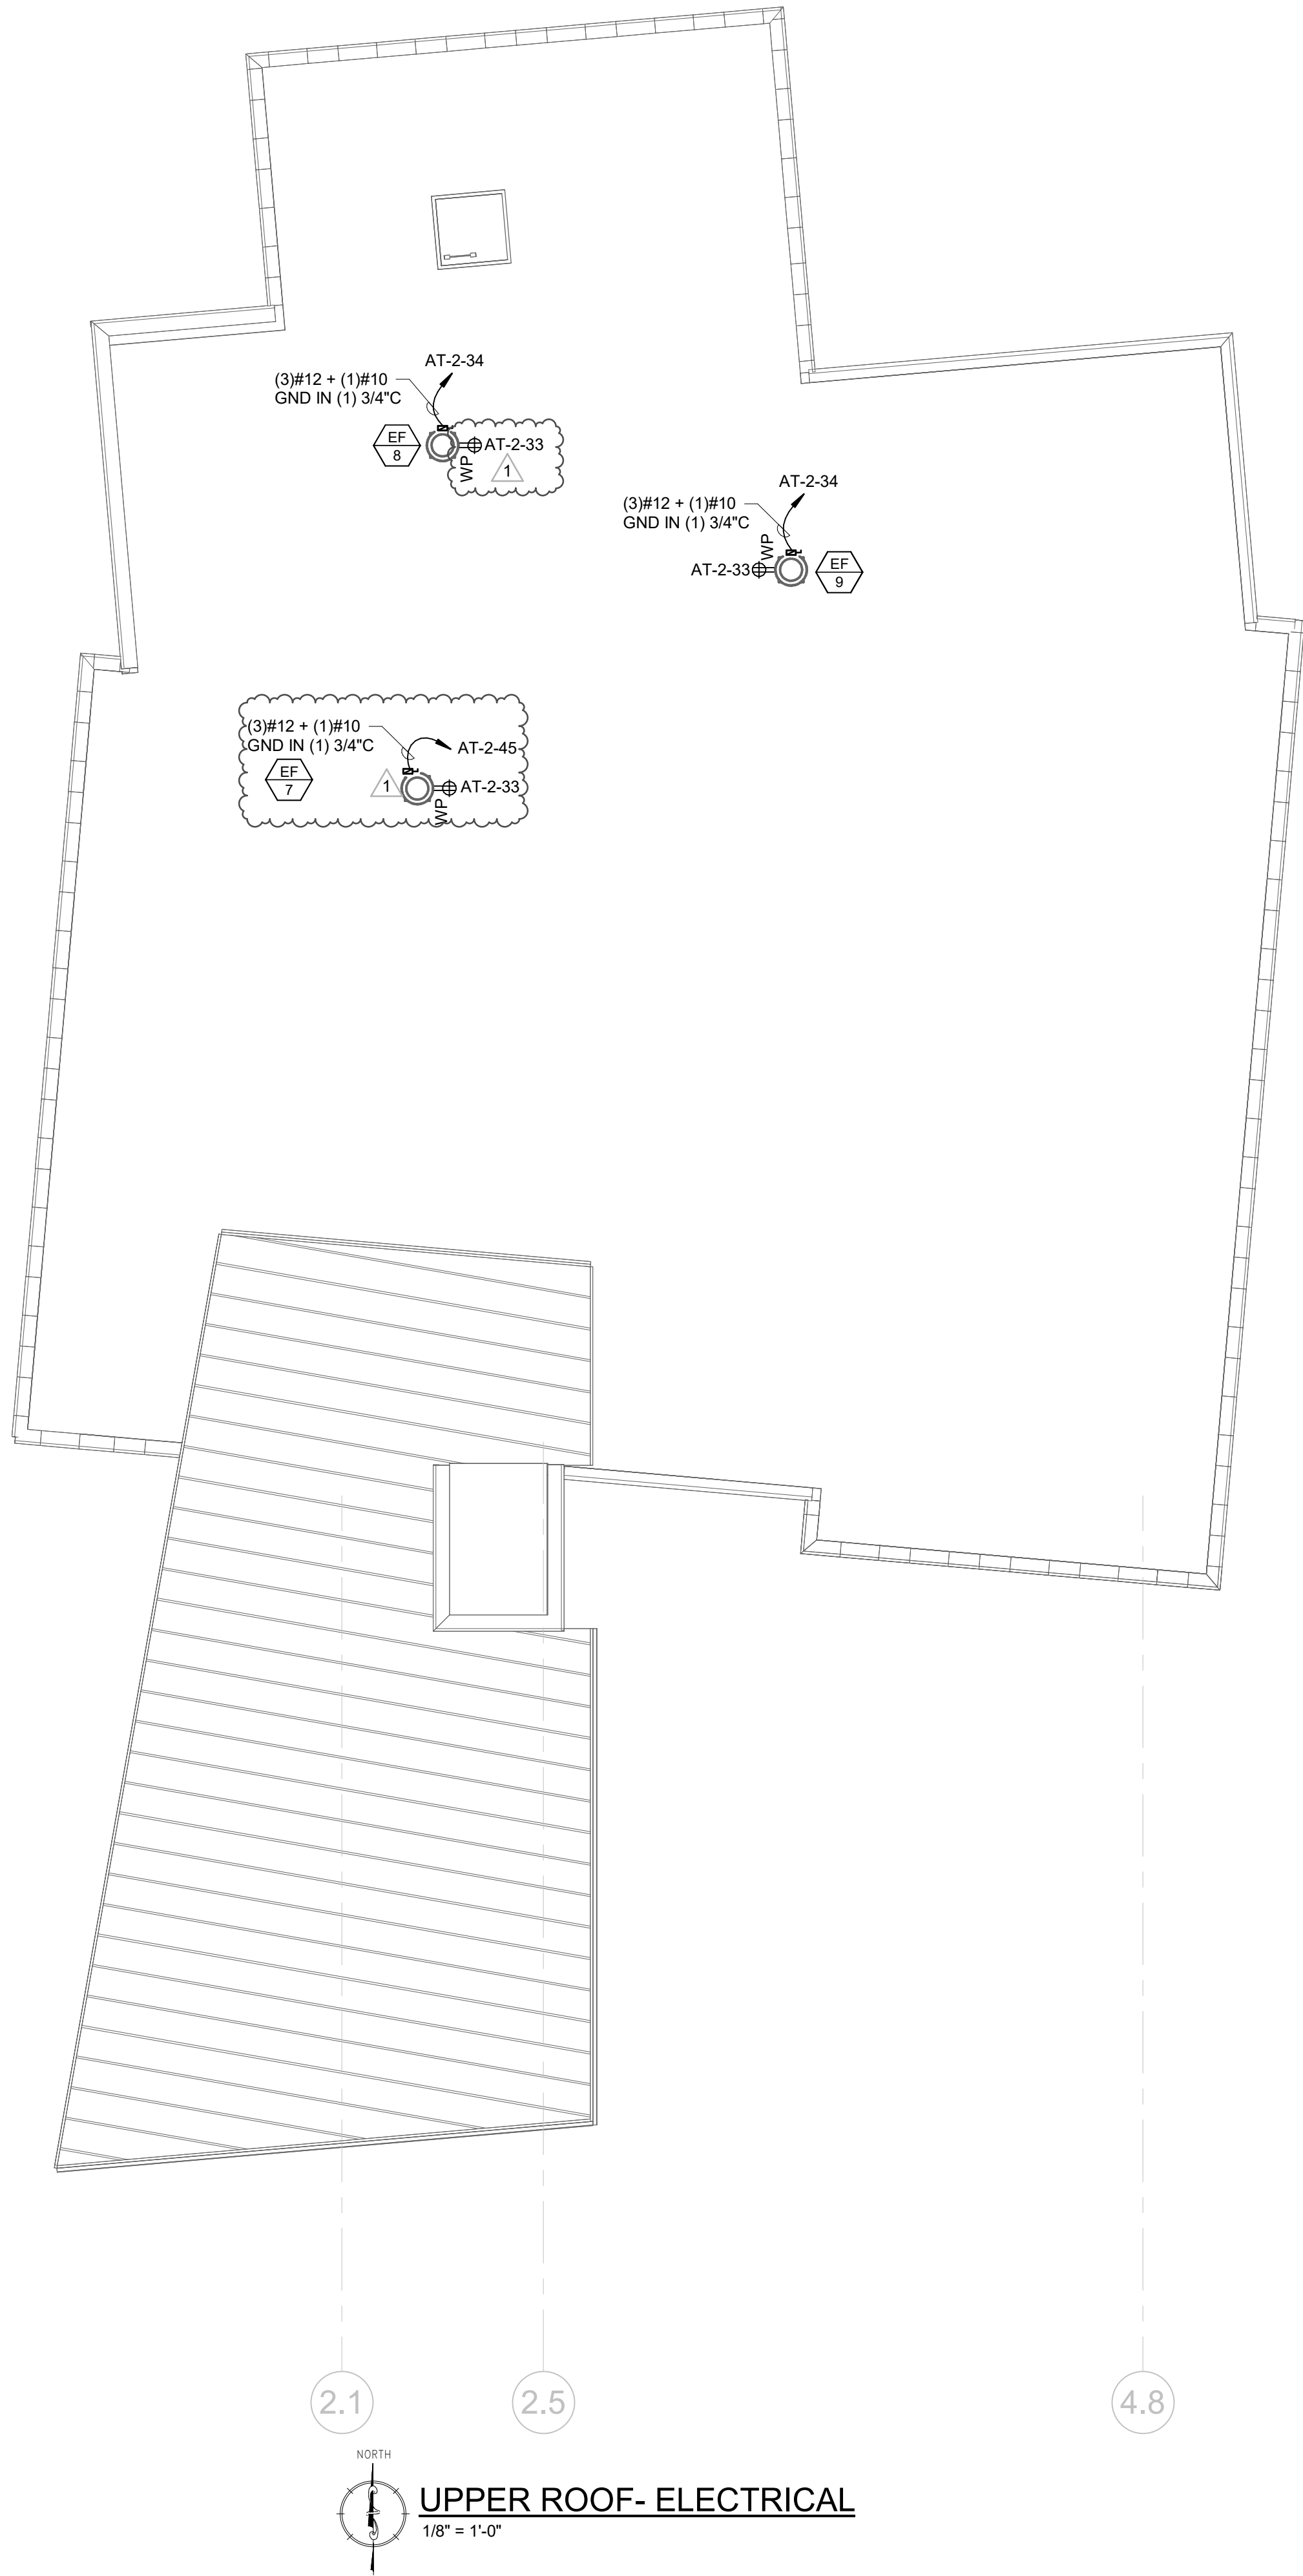 AT-2-34
(3)#12 + (1)#10
GND IN (1) 3/4"C
EF
8
AT-2-33
WP
1
AT-2-34
(3)#12 + (1)#10
GND IN (1) 3/4"C
WP
AT-2-33
EF
9
(3)#12 + (1)#10
GND IN (1) 3/4"C
AT-2-45
EF
7
1
AT-2-33
WP
2.1
2.5
4.8
NORTH
UPPER ROOF- ELECTRICAL
1/8" = 1'-0"